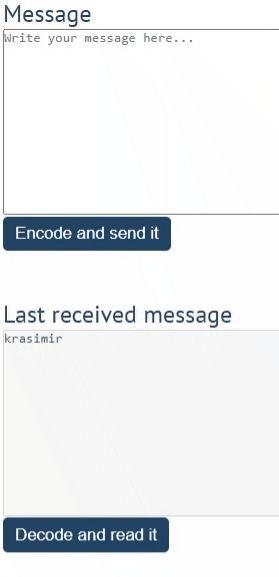 Message
Write your message here...
Encode and send it
Last received message
krasimir
Decode and read it